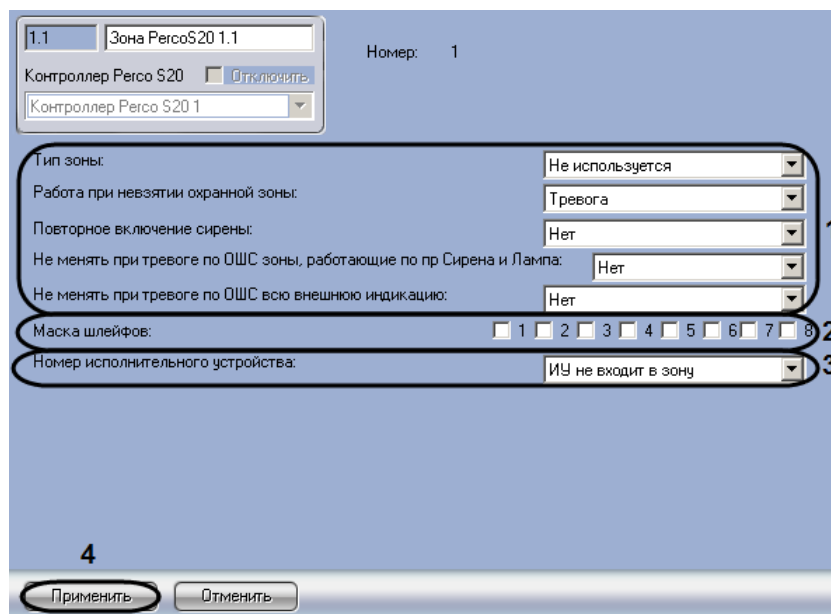 1.1 Зона PercoS20 1.1
Номер: 1
Контроллер Perco S20 Отключить
Контроллер Perco S20 1
Тип зоны: Не используется
Работа при невзятии охранной зоны: Тревога
Повторное включение сирены: Нет
1
Не менять при тревоге по ОШС зоны, работающие по пр Сирена и Лампа: Нет
Не менять при тревоге по ОШС всю внешнюю индикацию: Нет
Маска шлейфов: 1 2 3 4 5 6 7 8
2
Номер исполнительного устройства: ИУ не входит в зону
3
4
Применить Отменить